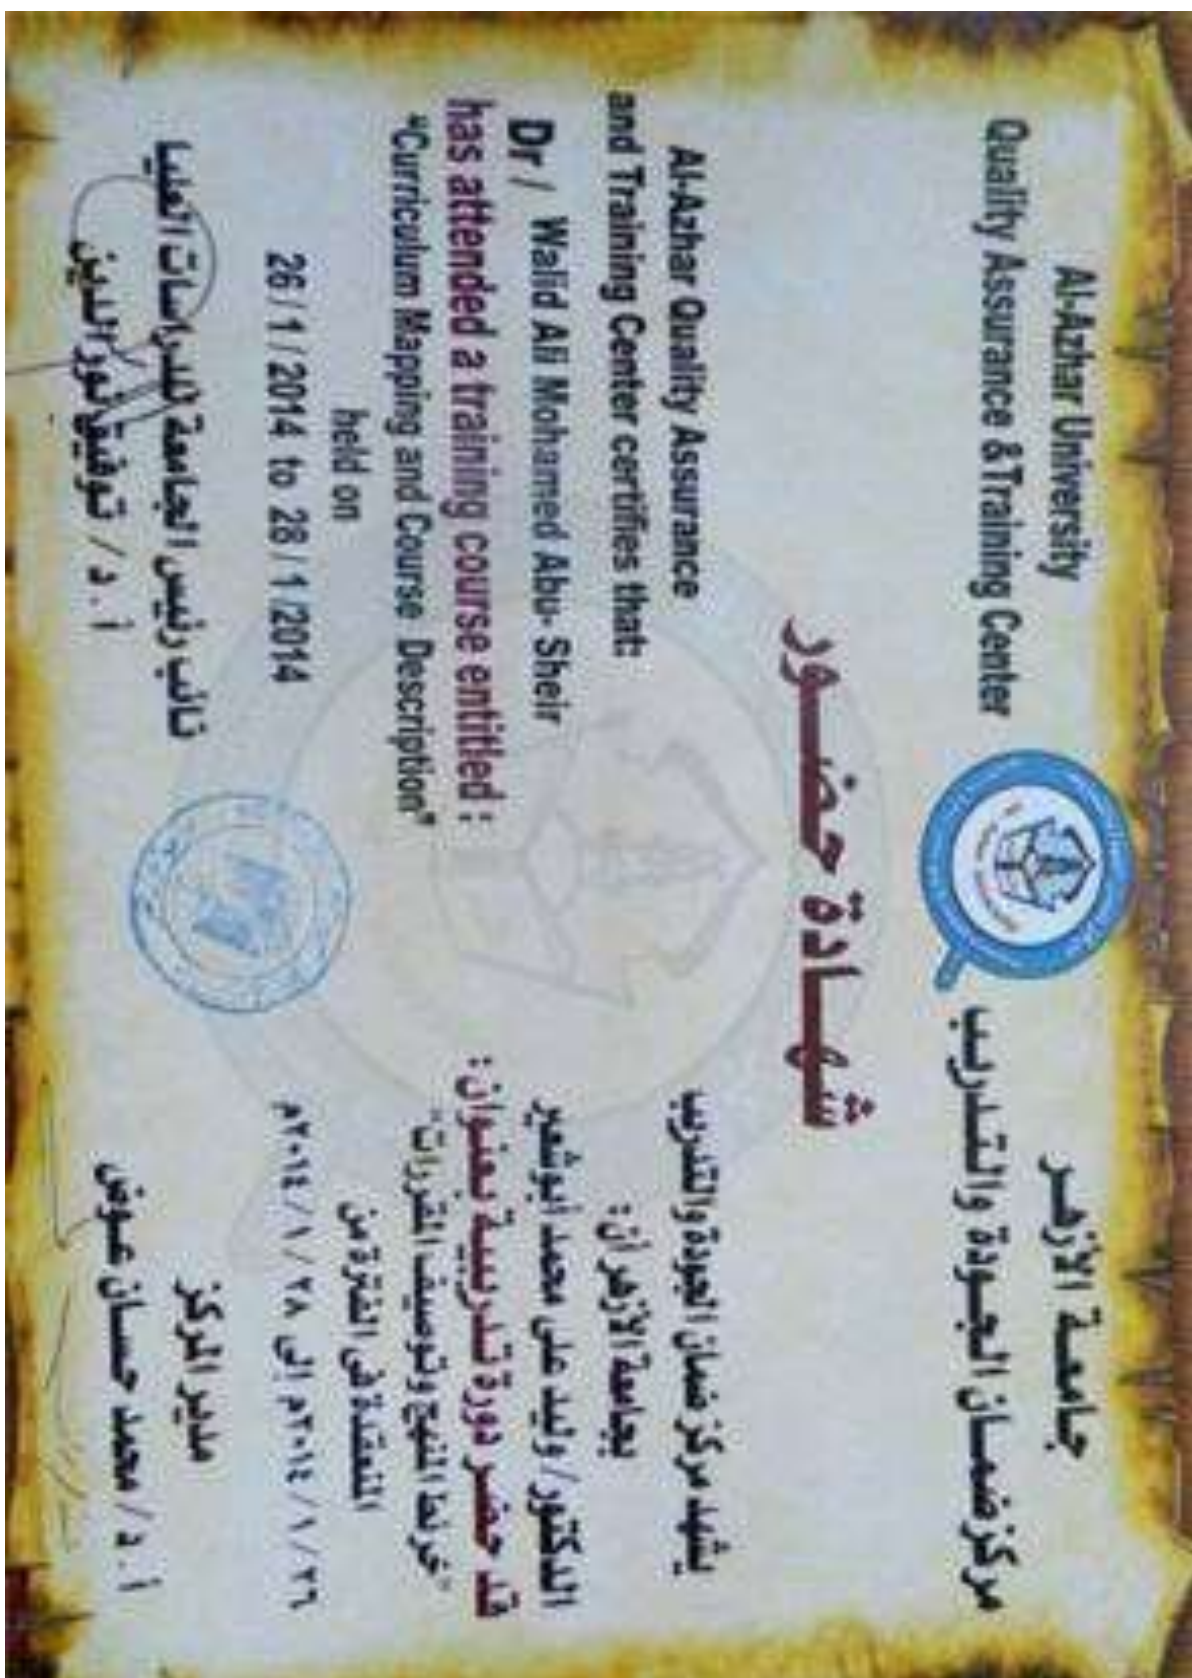 Al-Azhar University
Quality Assurance &Training Center
جامعة الأزهر
مركز ضمان الجودة والتدريب
شهادة حضور
Al-Azhar Quality Assurance
and Training Center certifies that:
Dr / Walid Ali Mohamed Abu- Sheir
has attended a training course entitled :
"Curriculum Mapping and Course Description"
held on
26/1/2014 to 28/1/2014
يشهد مركز ضمان الجودة والتدريب
بجامعة الأزهر أن:
الدكتور/ وليد على محمد أبوشعير
قد حضر دورة تدريبية بعنوان:
"خرائط المنهج وتوصيف المقررات"
المنعقدة فى الفترة من
٢٦ /١ /٢٠١٤م إلى ٢٨ /١ /٢٠١٤م
نائب رئيس الجامعة للدراسات العليا
أ . د / توفيق نور الدين
مدير المركز
أ . د / محمد حسان عوض